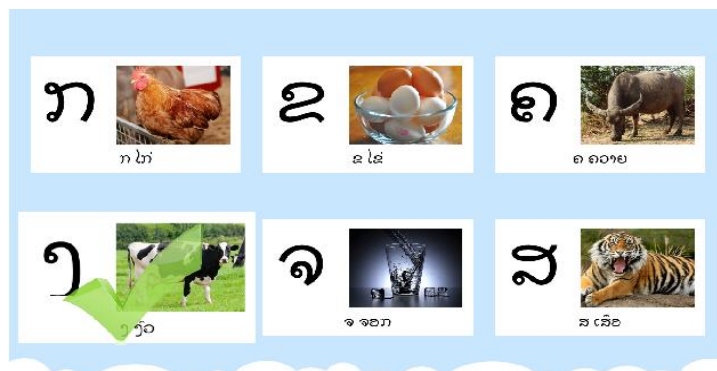 ກ
ກ ໄກ່
ຂ
ຂ ໄຂ່
ຄ
ຄ ຄວາຍ
ງ
ງ ງົວ
ຈ
ຈ ຈອກ
ສ
ສ ເສືອ